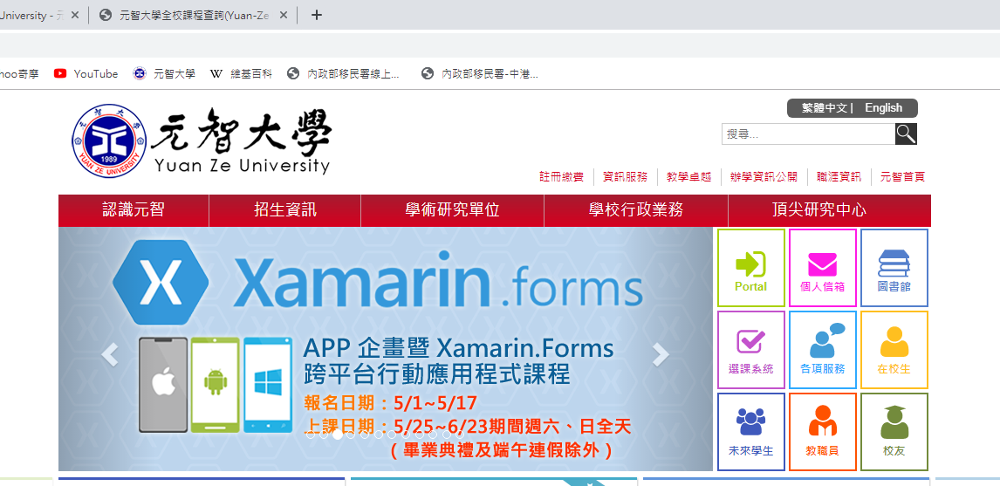 University - 元
元智大學全校課程查詢(Yuan-Ze
hoo奇摩
YouTube
元智大學
維基百科
內政部移民署線上...
內政部移民署-中港...
繁體中文 | English
搜尋...
元智大學
Yuan Ze University
元智大學
YUAN ZE UNIVERSITY
1989
註冊繳費
資訊服務
教學卓越
辦學資訊公開
職涯資訊
元智首頁
認識元智
招生資訊
學術研究單位
學校行政業務
頂尖研究中心
Xamarin.forms
APP 企畫暨 Xamarin.Forms
跨平台行動應用程式課程
報名日期：5/1~5/17
上課日期：5/25~6/23期間週六、日全天
( 畢業典禮及端午連假除外 )
Portal
個人信箱
圖書館
選課系統
各項服務
在校生
未來學生
教職員
校友